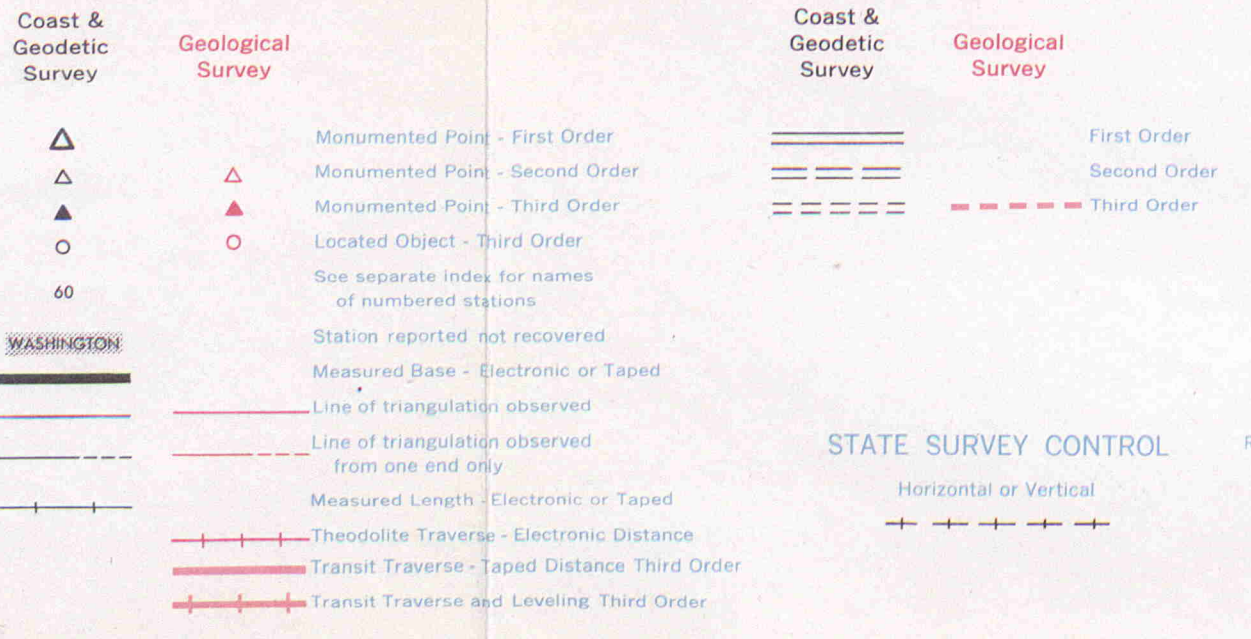 Coast &
Geodetic
Survey
Geological
Survey
Monumented Point - First Order
Monumented Point - Second Order
Monumented Point - Third Order
Located Object - Third Order
60
See separate index for names
of numbered stations
WASHINGTON
Station reported not recovered
Measured Base - Electronic or Taped
Line of triangulation observed
Line of triangulation observed
from one end only
Measured Length - Electronic or Taped
Theodolite Traverse - Electronic Distance
Transit Traverse - Taped Distance Third Order
Transit Traverse and Leveling Third Order
Coast &
Geodetic
Survey
Geological
Survey
First Order
Second Order
Third Order
STATE SURVEY CONTROL
Horizontal or Vertical